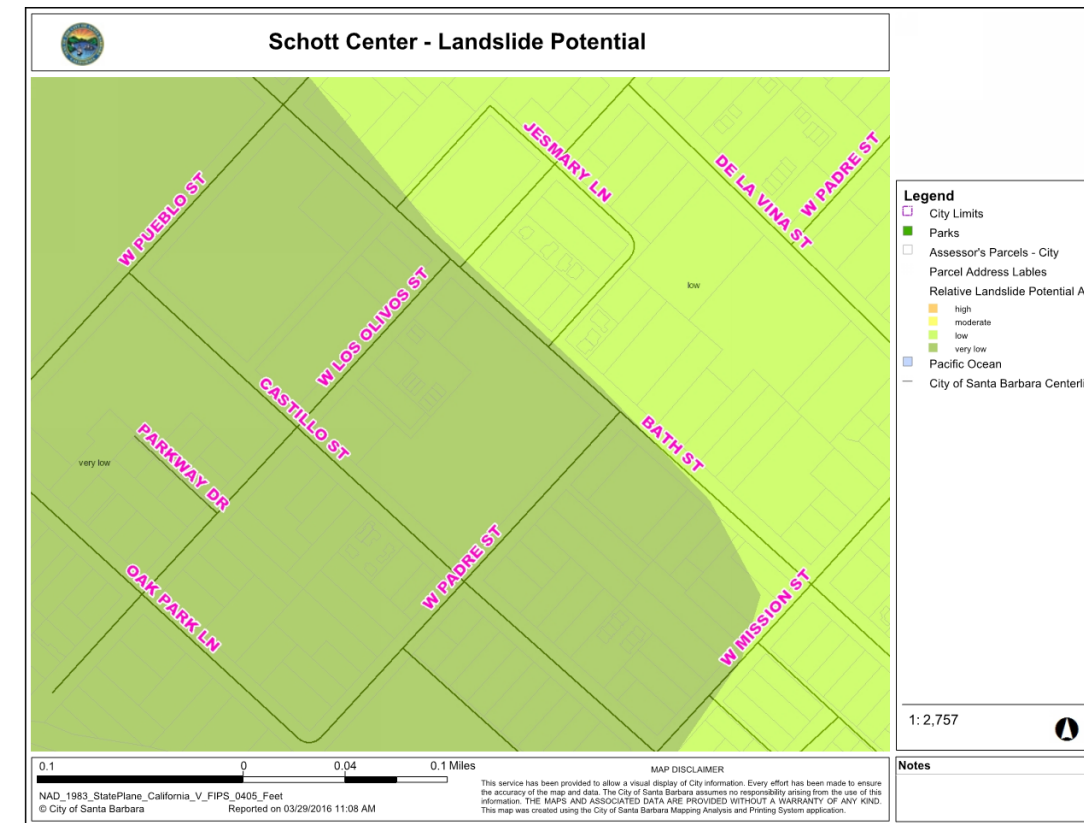 Schott Center - Landslide Potential
JESMARY LN
DE LA VINA ST
W PADRE ST
W PUEBLO ST
low
W LOS OLIVOS ST
CASTILLO ST
BATH ST
PARKWAY DR
very low
W PADRE ST
OAK PARK LN
W MISSION ST
Legend
City Limits
Parks
Assessor's Parcels - City
Parcel Address Lables
Relative Landslide Potential A
high
moderate
low
very low
Pacific Ocean
City of Santa Barbara Centerli
1: 2,757
0.1 0 0.04 0.1 Miles
NAD_1983_StatePlane_California_V_FIPS_0405_Feet
© City of Santa Barbara Reported on 03/29/2016 11:08 AM
MAP DISCLAIMER
This service has been provided to allow a visual display of City information. Every effort has been made to ensure
the accuracy of the map and data. The City of Santa Barbara assumes no responsibility arising from the use of this
information. THE MAPS AND ASSOCIATED DATA ARE PROVIDED WITHOUT A WARRANTY OF ANY KIND.
This map was created using the City of Santa Barbara Mapping Analysis and Printing System application.
Notes